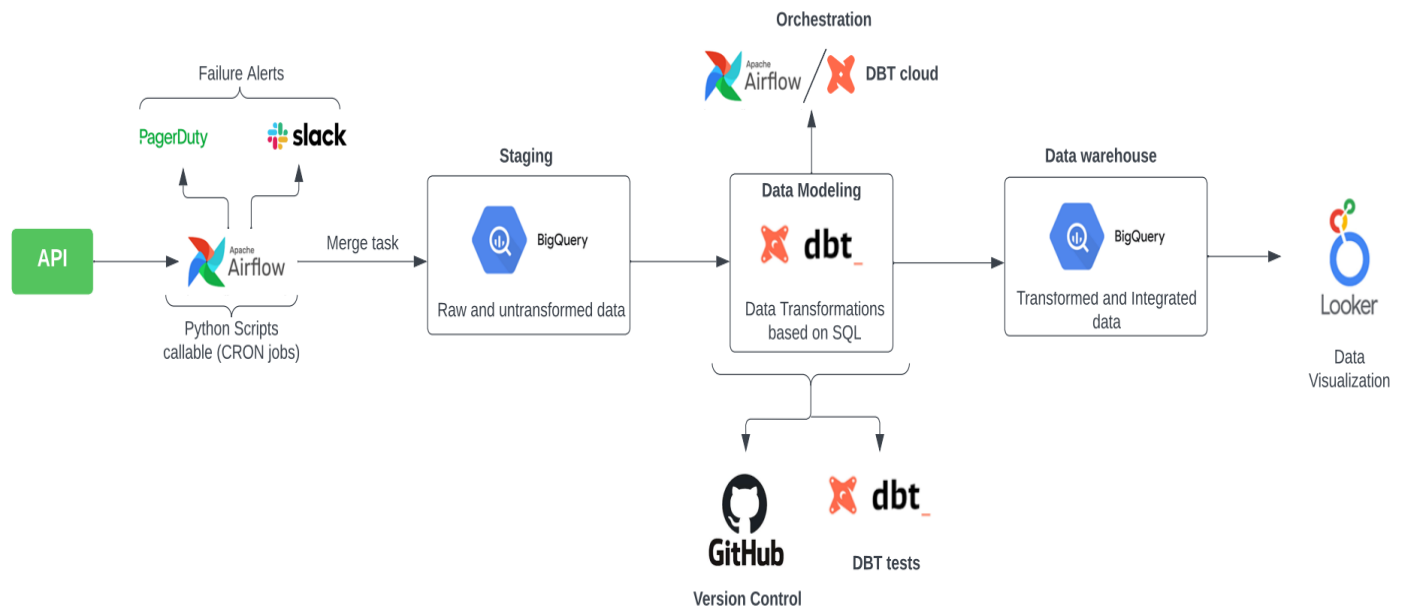 Orchestration
Apache
Airflow
DBT cloud
Failure Alerts
PagerDuty
slack
Staging
Data warehouse
Data Modeling
API
Apache
Airflow
Merge task
BigQuery
dbt_
BigQuery
Raw and untransformed data
Data Transformations
based on SQL
Transformed and Integrated
data
Looker
Python Scripts
callable (CRON jobs)
Data
Visualization
GitHub
dbt_
DBT tests
Version Control